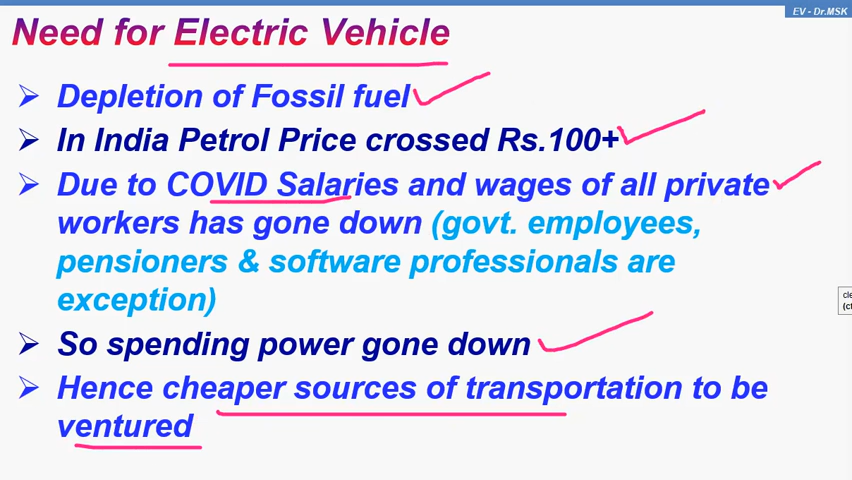 EV - Dr.MSK
Need for Electric Vehicle
Depletion of Fossil fuel
In India Petrol Price crossed Rs.100+
Due to COVID Salaries and wages of all private
workers has gone down (govt. employees,
pensioners & software professionals are
exception)
So spending power gone down
Hence cheaper sources of transportation to be
ventured